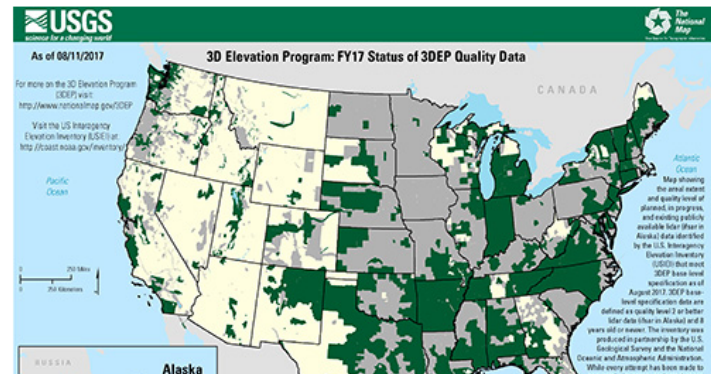 USGS
science for a changing world
The
National
Map
As of 08/11/2017
3D Elevation Program: FY17 Status of 3DEP Quality Data
For more on the 3D Elevation Program
(3DEP) visit:
http://www.nationalmap.gov/3DEP
Visit the US Interagency
Elevation Inventory (USIEI) at:
http://coast.noaa.gov/inventory/
CANADA
Pacific
Ocean
Atlantic
Ocean
Map showing
the areal extent
and quality level of
planned, in progress,
and existing publicly
available lidar (ifsar in
Alaska) data identified
by the U.S. Interagency
Elevation Inventory
(USIEI) that meet
3DEP base-level
specification as of
August 2017. 3DEP base-
level specification data are
defined as quality level 2 or better
lidar data (ifsar in Alaska) and 8
years old or newer. The inventory was
produced in partnership by the U.S.
Geological Survey and the National
Oceanic and Atmospheric Administration.
While every attempt has been made to
0 250 Miles
0 250 Kilometers
RUSSIA
Alaska